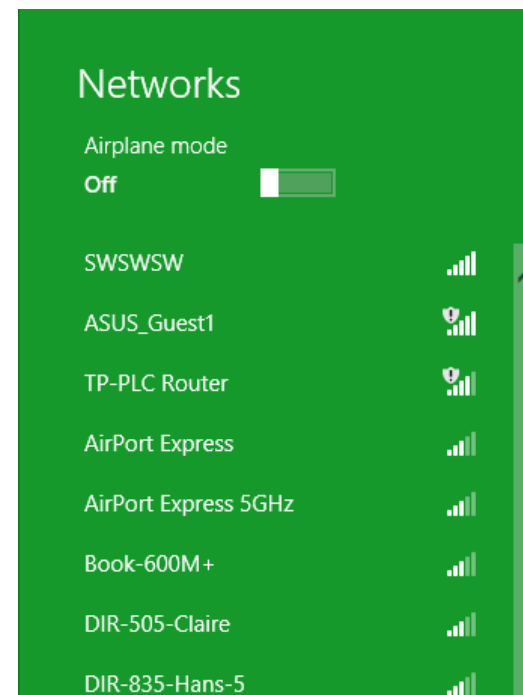 Networks
Airplane mode
Off
SWSWSW
ASUS_Guest1
TP-PLC Router
AirPort Express
AirPort Express 5GHz
Book-600M+
DIR-505-Claire
DIR-835-Hans-5